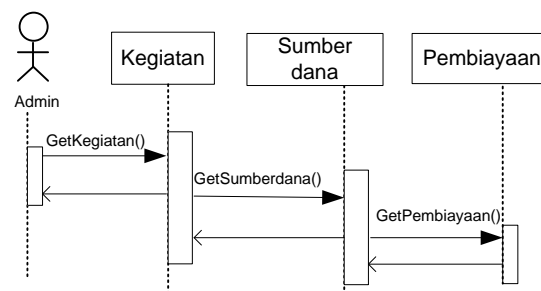 Kegiatan
Sumber
dana
Pembiayaan
Admin
GetKegiatan()
GetSumberdana()
GetPembiayaan()